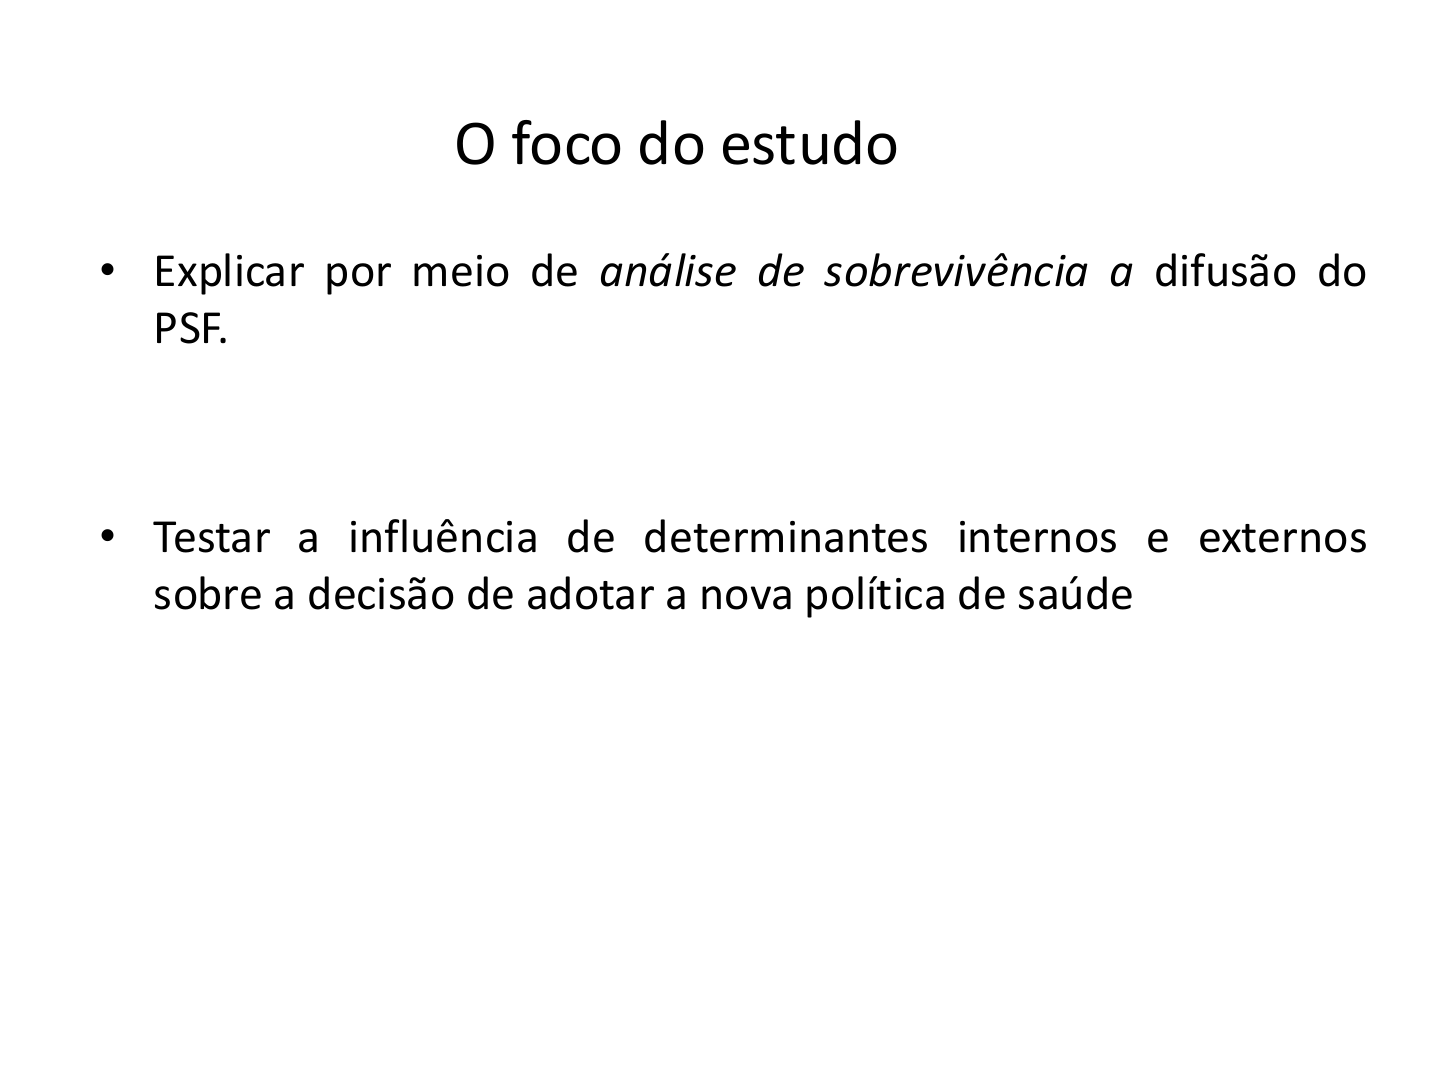 O foco do estudo
• Explicar por meio de análise de sobrevivência a difusão do
PSF.
• Testar a influência de determinantes internos e externos
sobre a decisão de adotar a nova política de saúde